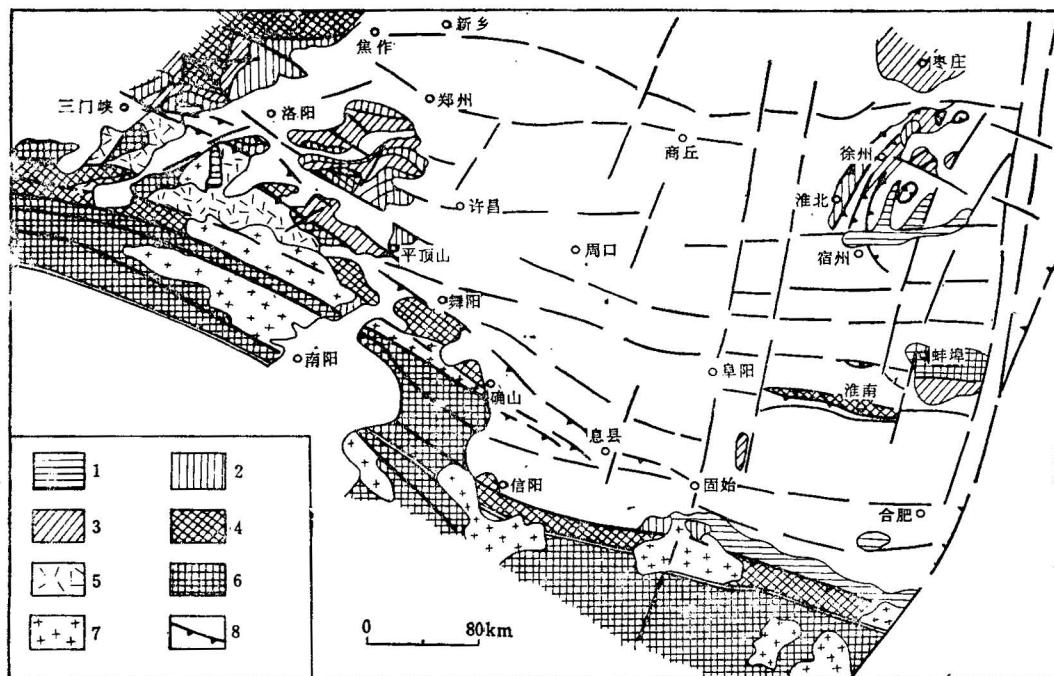 新乡
焦作
枣庄
三门峡
洛阳
郑州
商丘
徐州
淮北
许昌
平顶山
周口
宿州
舞阳
南阳
阜阳
蚌埠
淮南
确山
息县
信阳
固始
合肥
1
2
3
4
5
6
7
8
0
80km